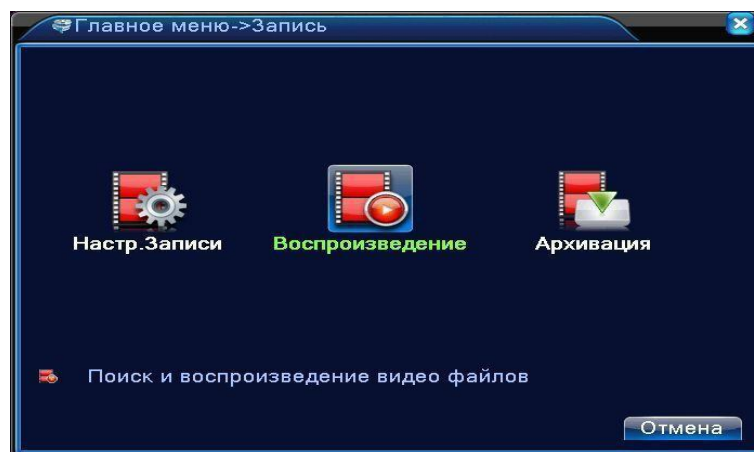 Главное меню->Запись
Настр.Записи
Воспроизведение
Архивация
Поиск и воспроизведение видео файлов
Отмена